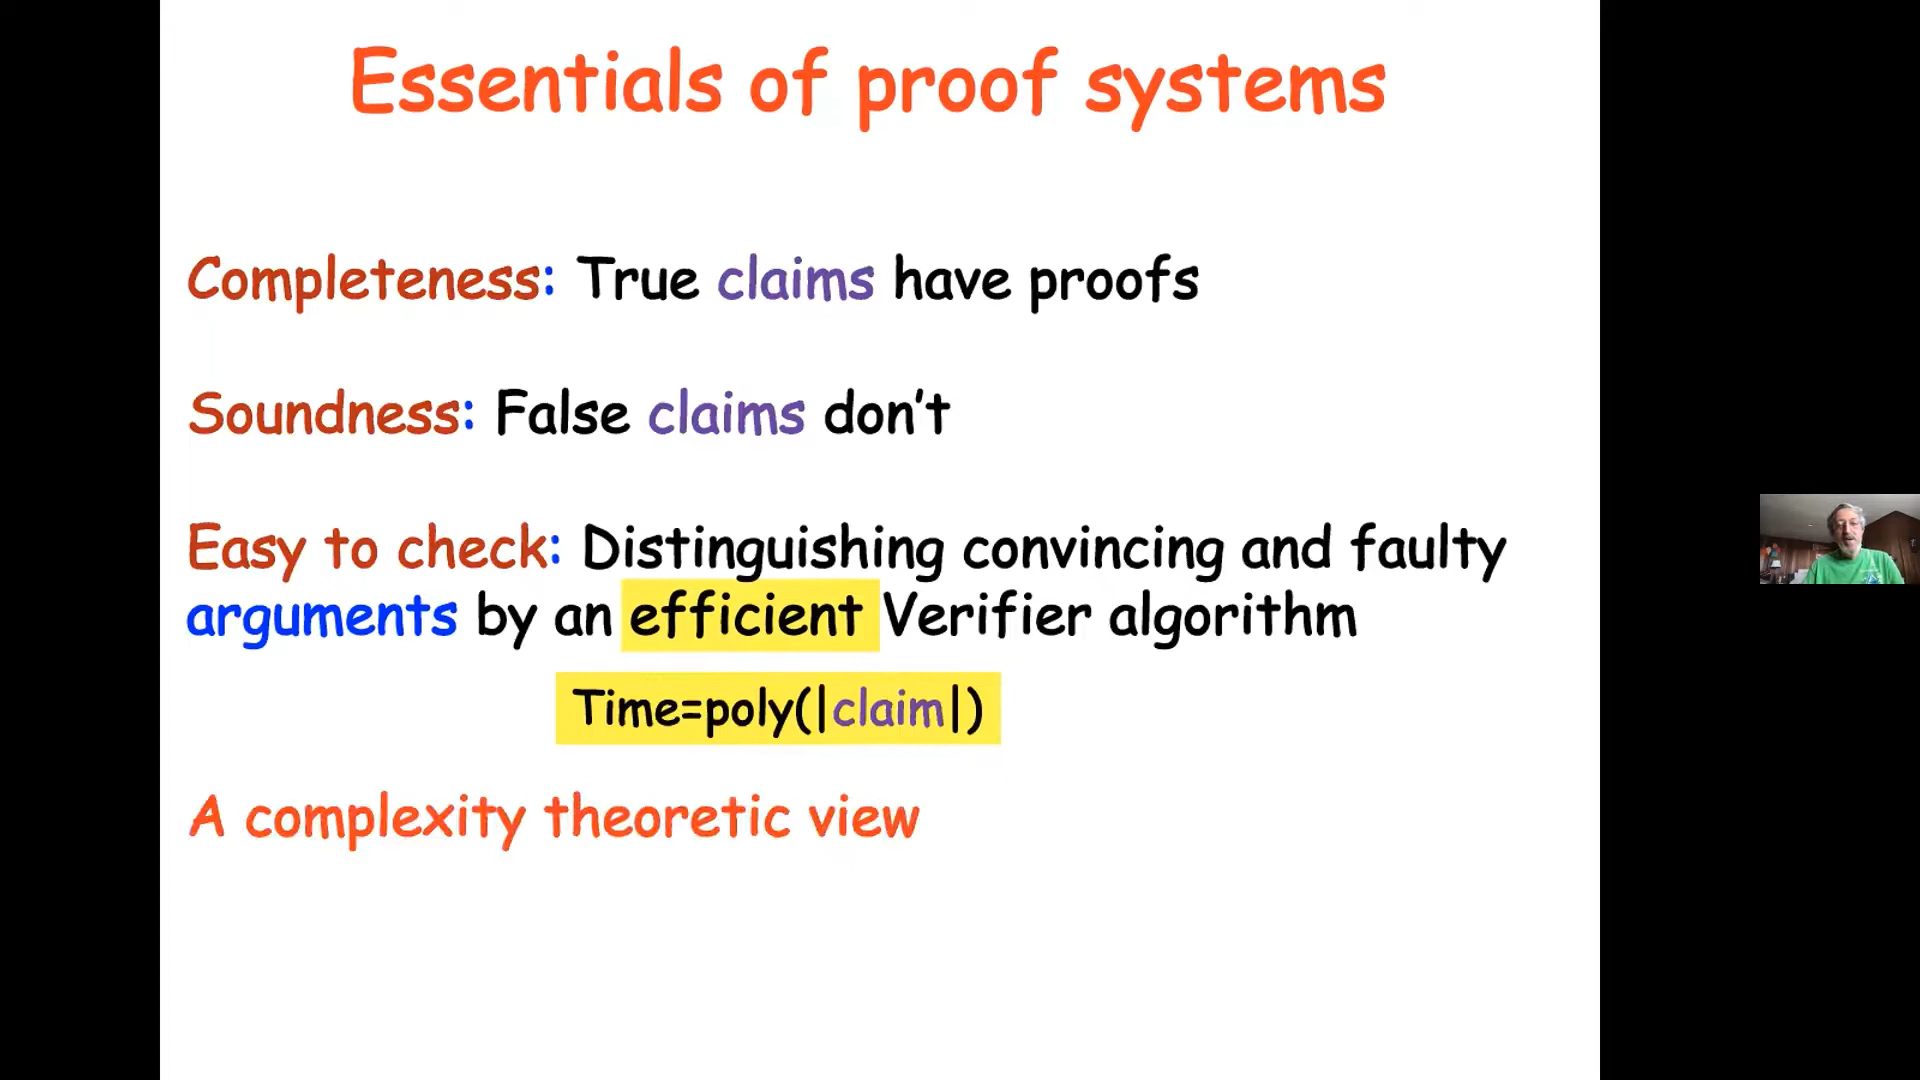 Essentials of proof systems
Completeness: True claims have proofs
Soundness: False claims don't
Easy to check: Distinguishing convincing and faulty
arguments by an efficient Verifier algorithm
Time=poly(|claim|)
A complexity theoretic view